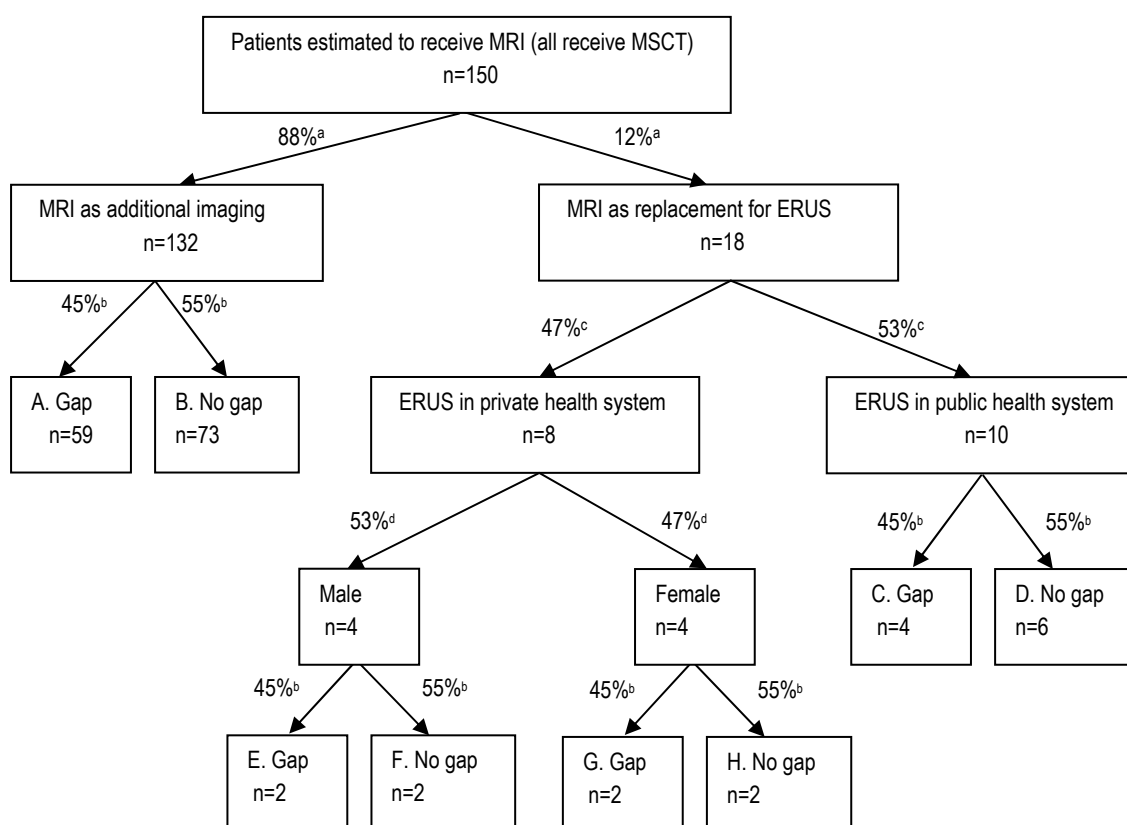 Patients estimated to receive MRI (all receive MSCT)
n=150
88%ᵃ
12%ᵃ
MRI as additional imaging
n=132
MRI as replacement for ERUS
n=18
45%ᵇ
55%ᵇ
47%ᶜ
53%ᶜ
A. Gap
n=59
B. No gap
n=73
ERUS in private health system
n=8
ERUS in public health system
n=10
53%ᵈ
47%ᵈ
45%ᵇ
55%ᵇ
Male
n=4
Female
n=4
C. Gap
n=4
D. No gap
n=6
45%ᵇ
55%ᵇ
45%ᵇ
55%ᵇ
E. Gap
n=2
F. No gap
n=2
G. Gap
n=2
H. No gap
n=2